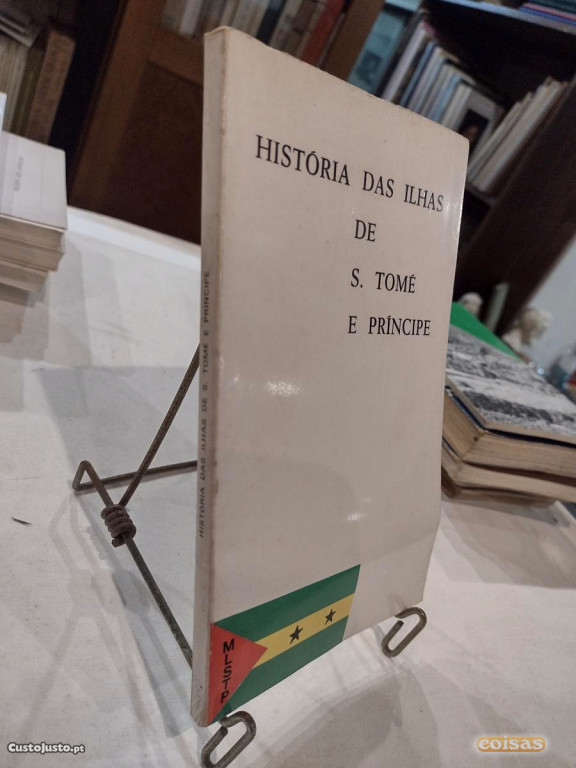 HISTÓRIA DAS ILHAS
DE
S. TOMÉ
E PRÍNCIPE
HISTÓRIA DAS ILHAS DE S. TOMÉ E PRÍNCIPE
MLSTP
CustoJusto.pt
coisas